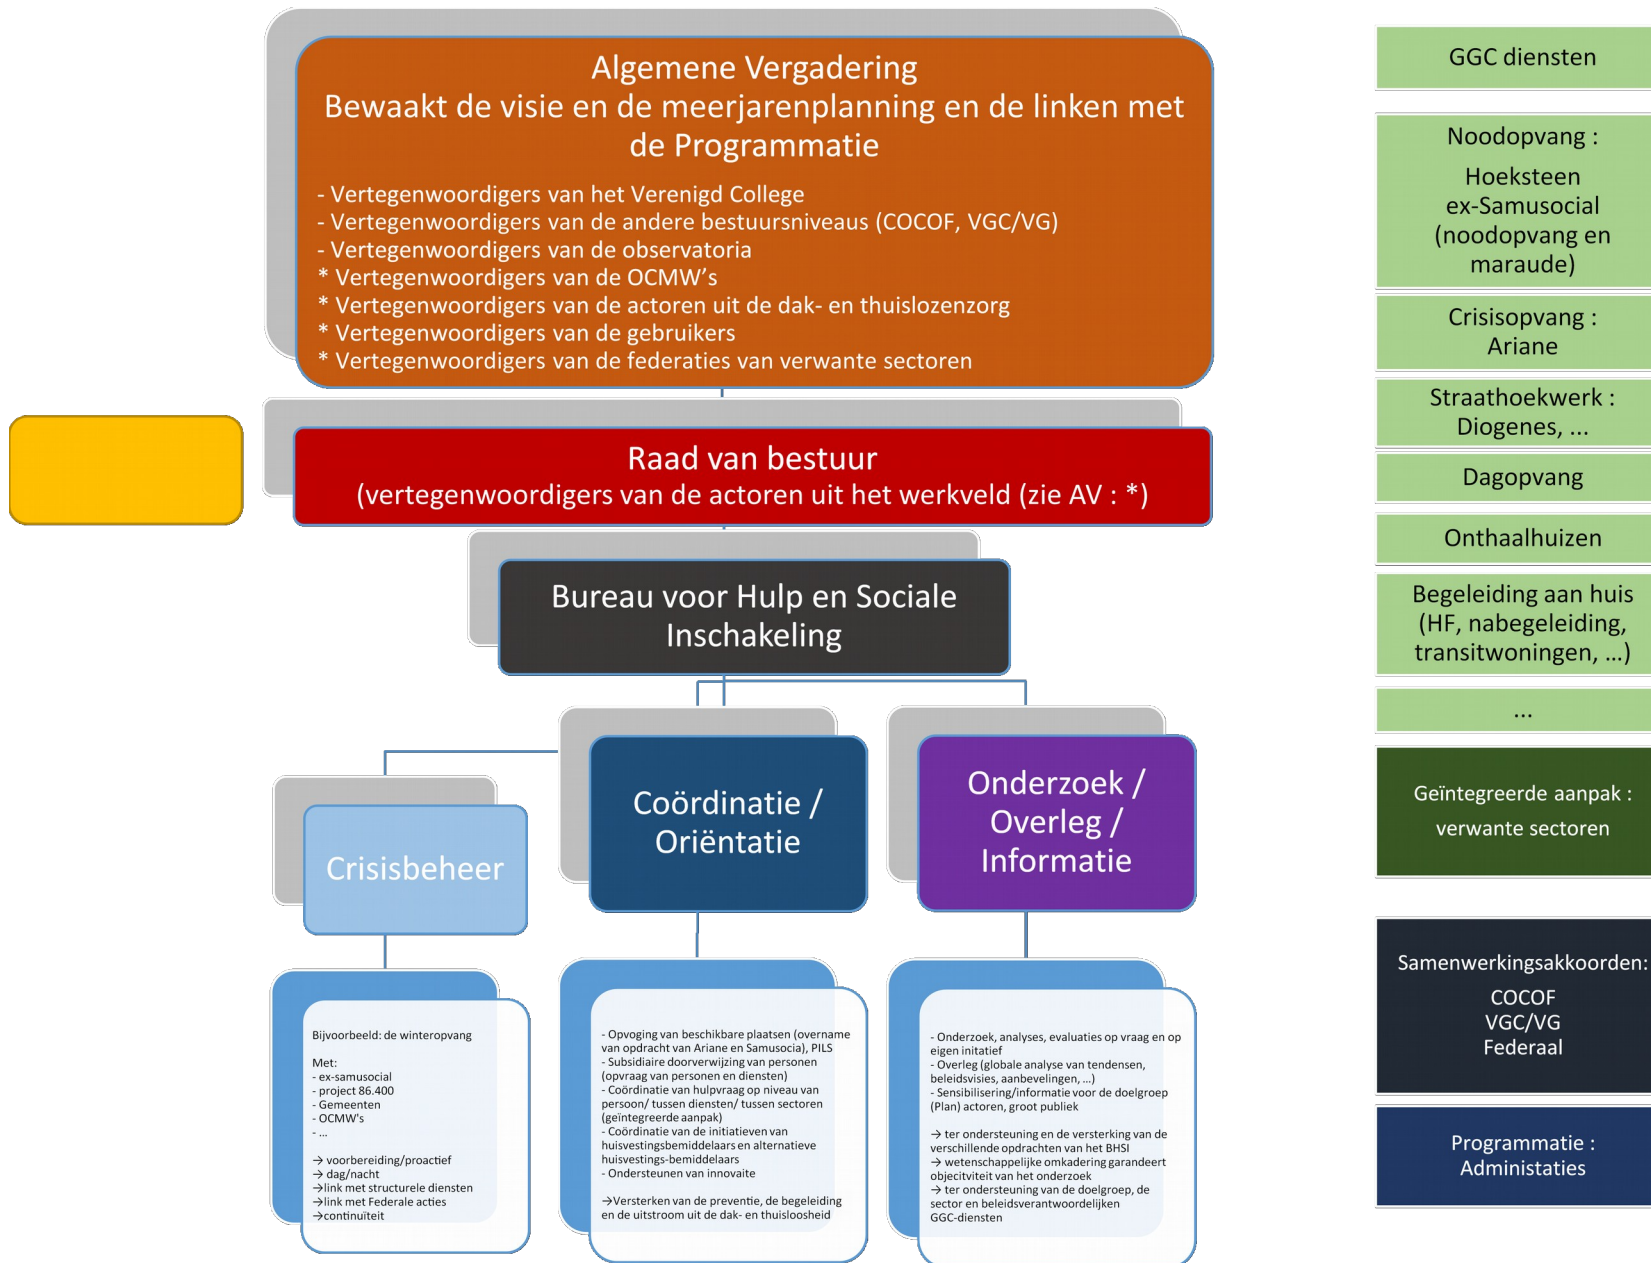 Algemene Vergadering
Bewaakt de visie en de meerjarenplanning en de linken met
de Programmatie
- Vertegenwoordigers van het Verenigd College
- Vertegenwoordigers van de andere bestuursniveaus (COCOF, VGC/VG)
- Vertegenwoordigers van de observatoria
* Vertegenwoordigers van de OCMW's
* Vertegenwoordigers van de actoren uit de dak- en thuislozenzorg
* Vertegenwoordigers van de gebruikers
* Vertegenwoordigers van de federaties van verwante sectoren
Raad van bestuur
(vertegenwoordigers van de actoren uit het werkveld (zie AV : *)
Bureau voor Hulp en Sociale
Inschakeling
Crisisbeheer
Coördinatie /
Oriëntatie
Onderzoek /
Overleg /
Informatie
Bijvoorbeeld: de winteropvang
Met:
- ex-samusocial
- project 86.400
- Gemeenten
- OCMW's
- ...
→ voorbereiding/proactief
→ dag/nacht
→link met structurele diensten
→link met Federale acties
→continuïteit
- Opvoging van beschikbare plaatsen (overname
van opdracht van Ariane en Samusocia), PILS
- Subsidiaire doorverwijzing van personen
(opvraag van personen en diensten)
- Coördinatie van hulpvraag op niveau van
persoon/ tussen diensten/ tussen sectoren
(geïntegreerde aanpak)
- Coördinatie van de initiatieven van
huisvestingsbemiddelaars en alternatieve
huisvestings-bemiddelaars
- Ondersteunen van innovaite
→Versterken van de preventie, de begeleiding
en de uitstroom uit de dak- en thuisloosheid
- Onderzoek, analyses, evaluaties op vraag en op
eigen initatief
- Overleg (globale analyse van tendensen,
beleidsvisies, aanbevelingen, ...)
- Sensibilisering/informatie voor de doelgroep
(Plan) actoren, groot publiek
→ ter ondersteuning en de versterking van de
verschillende opdrachten van het BHSI
→ wetenschappelijke omkadering garandeert
objecitviteit van het onderzoek
→ ter ondersteuning van de doelgroep, de
sector en beleidsverantwoordelijken
GGC-diensten
GGC diensten
Noodopvang :
Hoeksteen
ex-Samusocial
(noodopvang en
maraude)
Crisisopvang :
Ariane
Straathoekwerk :
Diogenes, ...
Dagopvang
Onthaalhuizen
Begeleiding aan huis
(HF, nabegeleiding,
transitwoningen, ...)
...
Geïntegreerde aanpak :
verwante sectoren
Samenwerkingsakkoorden:
COCOF
VGC/VG
Federaal
Programmatie :
Administaties